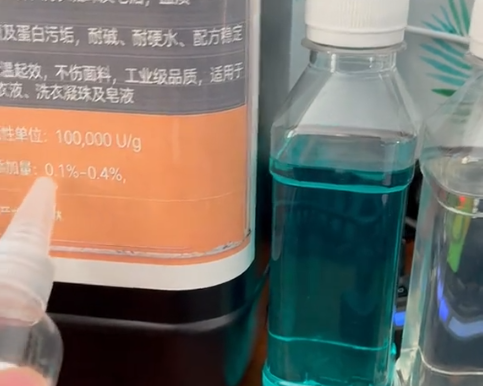 及蛋白污垢，耐碱、耐硬水、配方稳定
温起效，不伤面料，工业级品质，适用于
衣液、洗衣凝珠及皂液
性单位：100,000 U/g
加量：0.1%-0.4%，